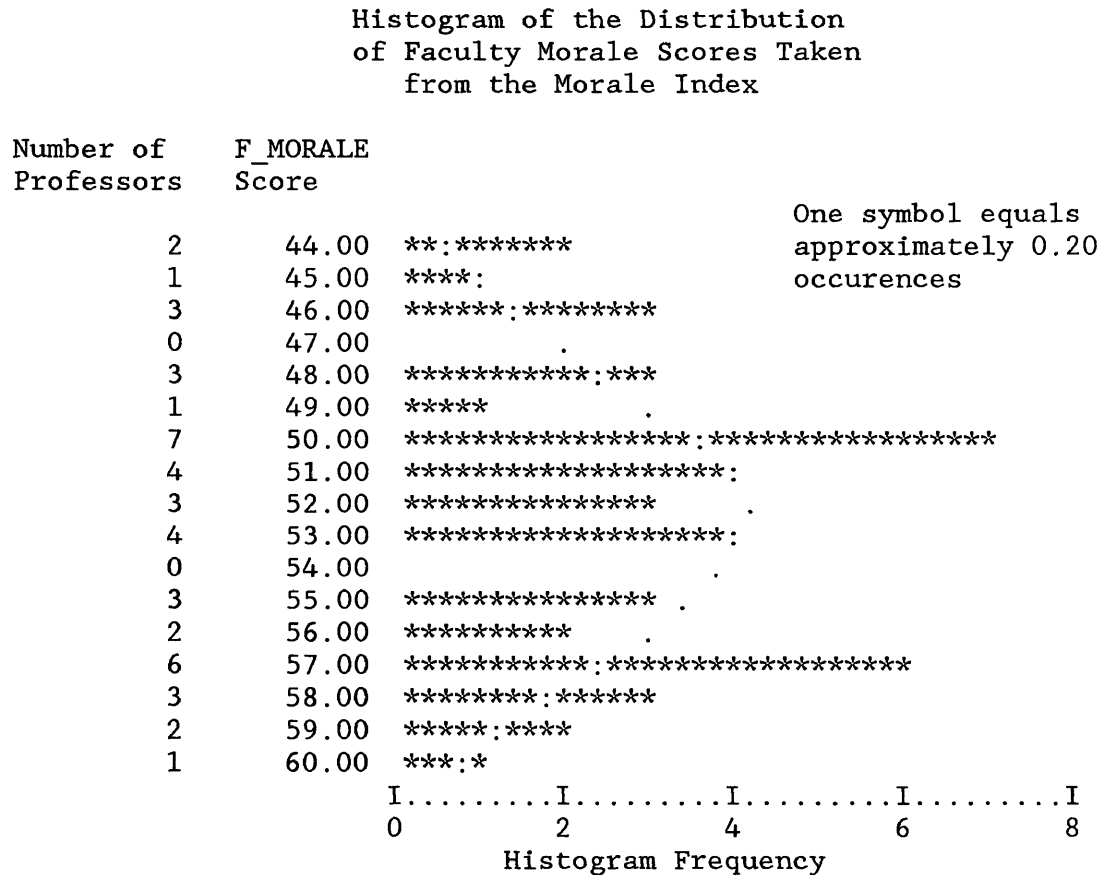 Histogram of the Distribution
of Faculty Morale Scores Taken
from the Morale Index
Number of F_MORALE
Professors Score
One symbol equals
2 44.00 **:******* approximately 0.20
1 45.00 ****: occurences
3 46.00 ******:********
0 47.00 .
3 48.00 ***********:***
1 49.00 ***** .
7 50.00 *****************:*****************
4 51.00 *******************:
3 52.00 *************** .
4 53.00 *******************:
0 54.00 .
3 55.00 *************** .
2 56.00 ********** .
6 57.00 ***********:******************
3 58.00 ********:******
2 59.00 *****:****
1 60.00 ***:*
I.........I.........I.........I.........I
0 2 4 6 8
Histogram Frequency